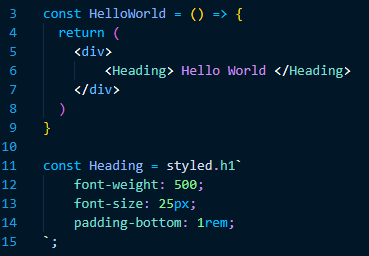 3 const HelloWorld = () => {
4   return (
5     <div>
6         <Heading> Hello World </Heading>
7     </div>
8   )
9 }
10
11 const Heading = styled.h1`
12     font-weight: 500;
13     font-size: 25px;
14     padding-bottom: 1rem;
15 `;